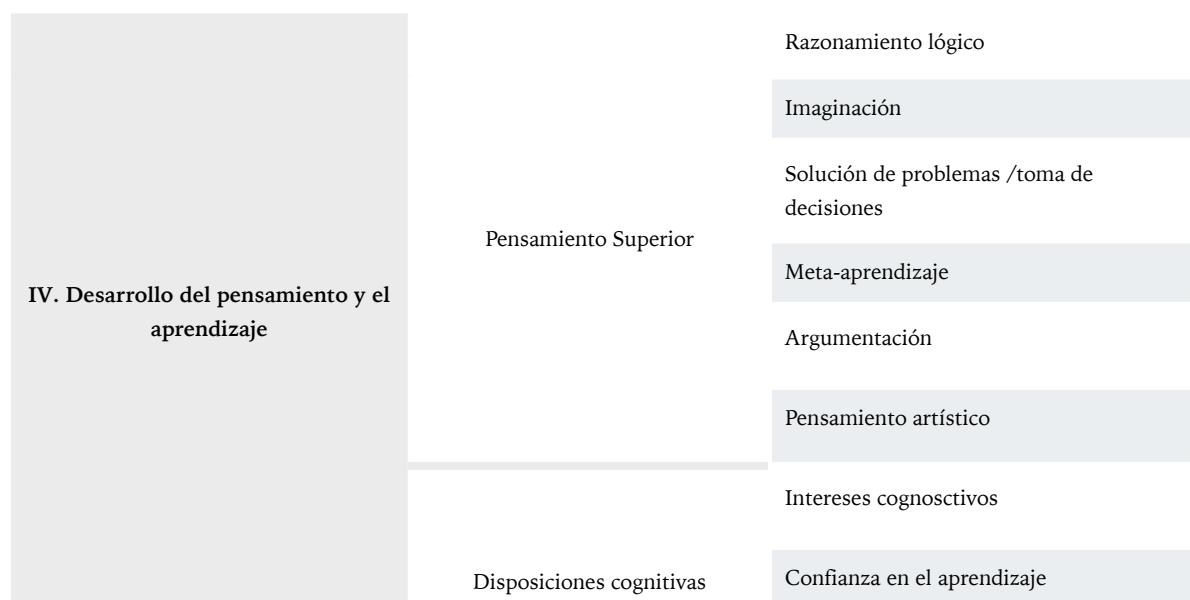 IV. Desarrollo del pensamiento y el
aprendizaje
Pensamiento Superior
Razonamiento lógico
Imaginación
Solución de problemas /toma de
decisiones
Meta-aprendizaje
Argumentación
Pensamiento artístico
Disposiciones cognitivas
Intereses cognosctivos
Confianza en el aprendizaje